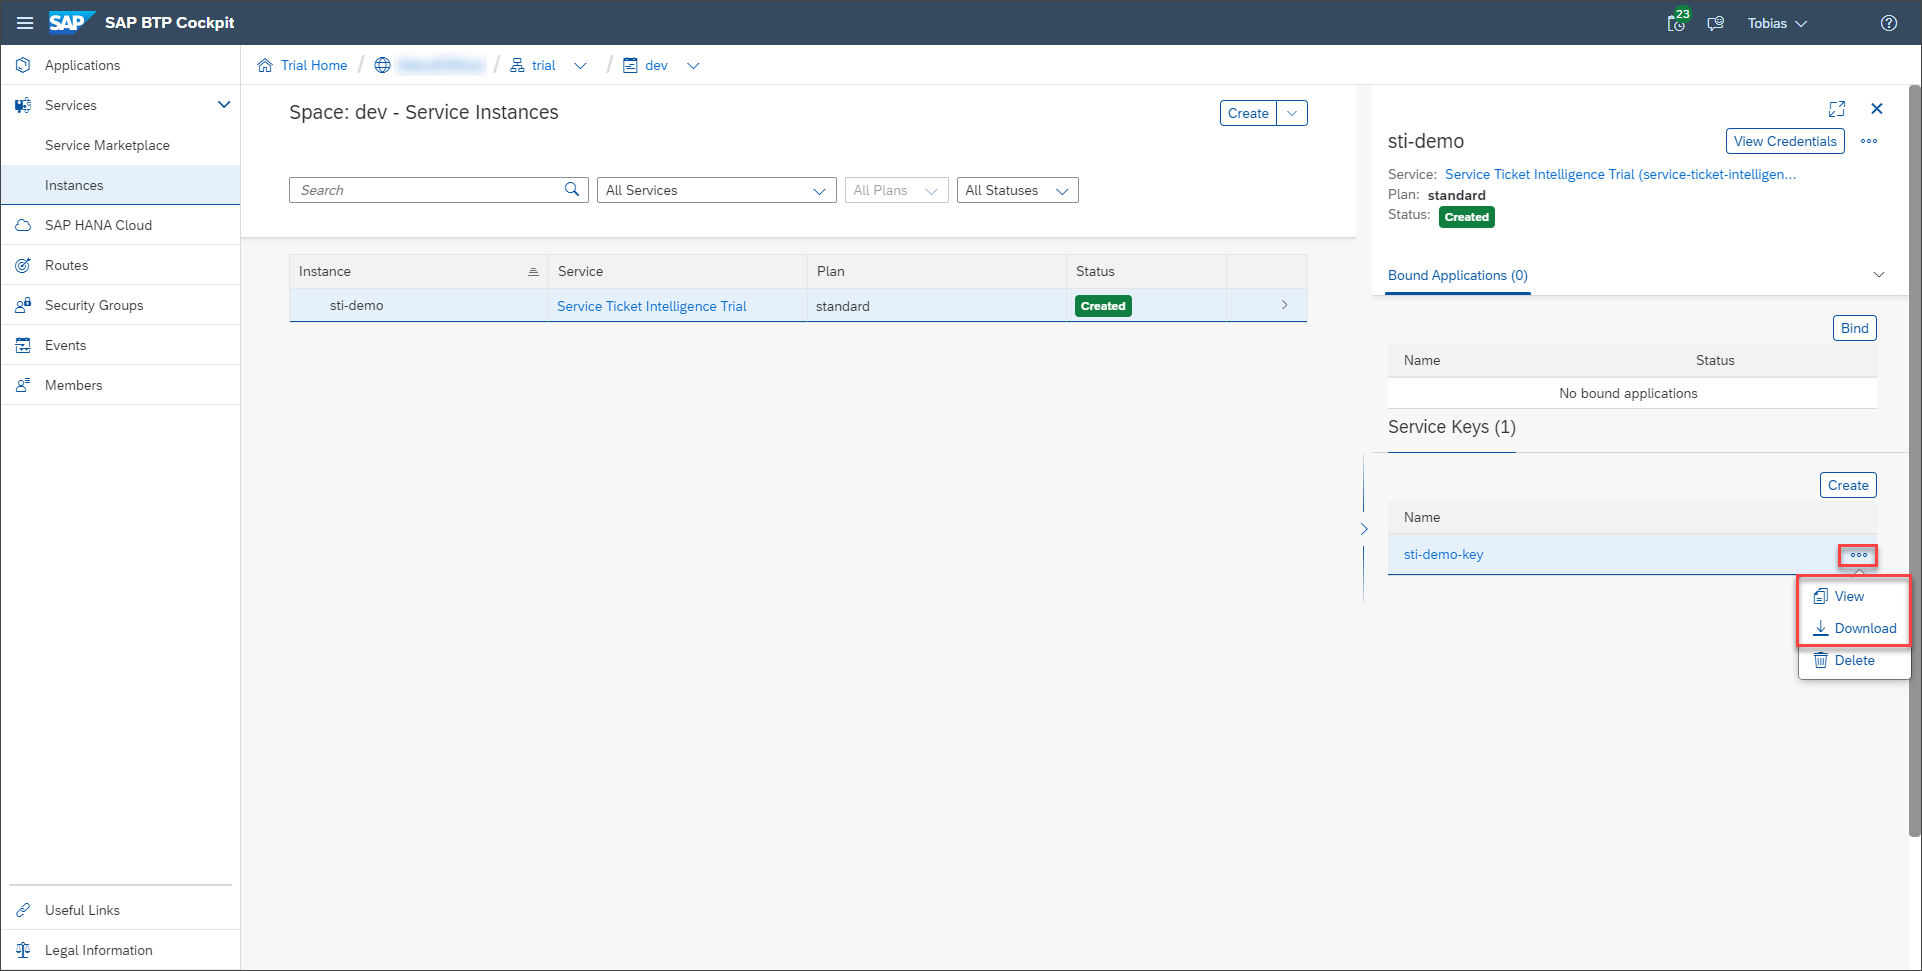 SAP SAP BTP Cockpit
23
Tobias
Applications
Services
Service Marketplace
Instances
SAP HANA Cloud
Routes
Security Groups
Events
Members
Useful Links
Legal Information
Trial Home / / trial / dev
Space: dev - Service Instances
Create
Search
All Services
All Plans
All Statuses
Instance Service Plan Status
sti-demo Service Ticket Intelligence Trial standard Created
sti-demo
View Credentials
Service: Service Ticket Intelligence Trial (service-ticket-intelligen...
Plan: standard
Status: Created
Bound Applications (0)
Bind
Name Status
No bound applications
Service Keys (1)
Create
Name
sti-demo-key
View
Download
Delete